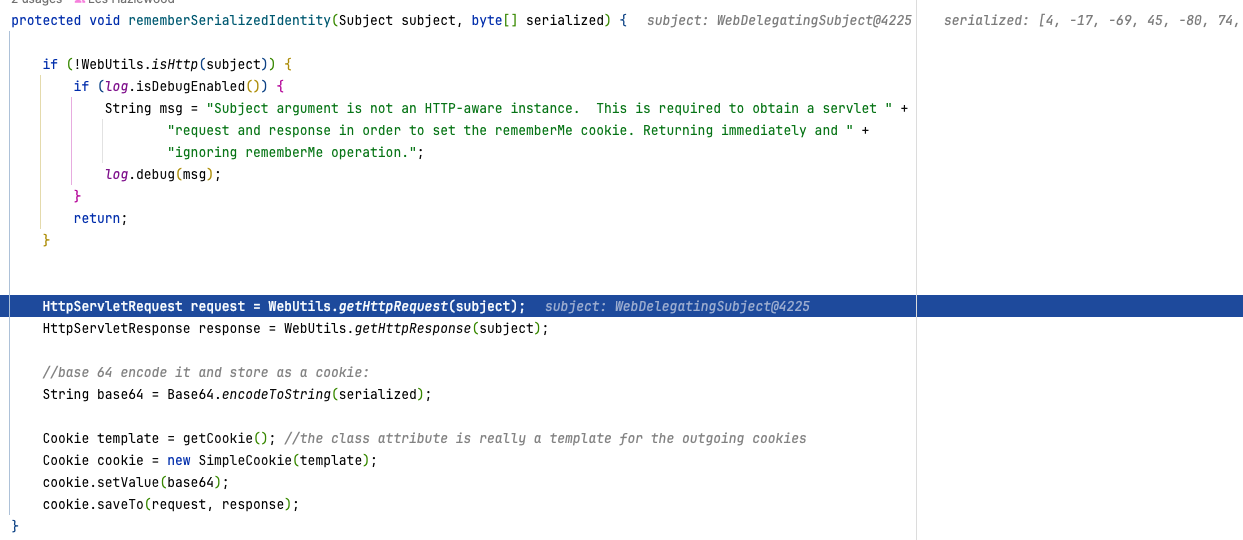 2 usages Les Hazlewood
protected void rememberSerializedIdentity(Subject subject, byte[] serialized) { subject: WebDelegatingSubject@4225 serialized: [4, -17, -69, 45, -80, 74,
if (!WebUtils.isHttp(subject)) {
if (log.isDebugEnabled()) {
String msg = "Subject argument is not an HTTP-aware instance.  This is required to obtain a servlet " +
"request and response in order to set the rememberMe cookie. Returning immediately and " +
"ignoring rememberMe operation.";
log.debug(msg);
}
return;
}
HttpServletRequest request = WebUtils.getHttpRequest(subject); subject: WebDelegatingSubject@4225
HttpServletResponse response = WebUtils.getHttpResponse(subject);
//base 64 encode it and store as a cookie:
String base64 = Base64.encodeToString(serialized);
Cookie template = getCookie(); //the class attribute is really a template for the outgoing cookies
Cookie cookie = new SimpleCookie(template);
cookie.setValue(base64);
cookie.saveTo(request, response);
}